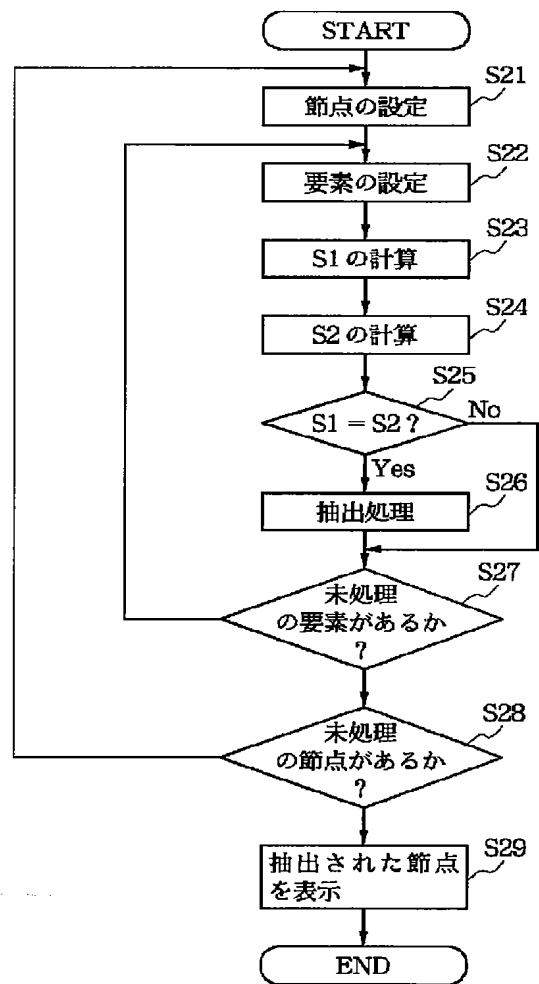 START
S21
節点の設定
S22
要素の設定
S23
S1の計算
S24
S2の計算
S25
S1 = S2 ?
No
Yes
S26
抽出処理
S27
未処理
の要素があるか
?
S28
未処理
の節点があるか
?
S29
抽出された節点
を表示
END